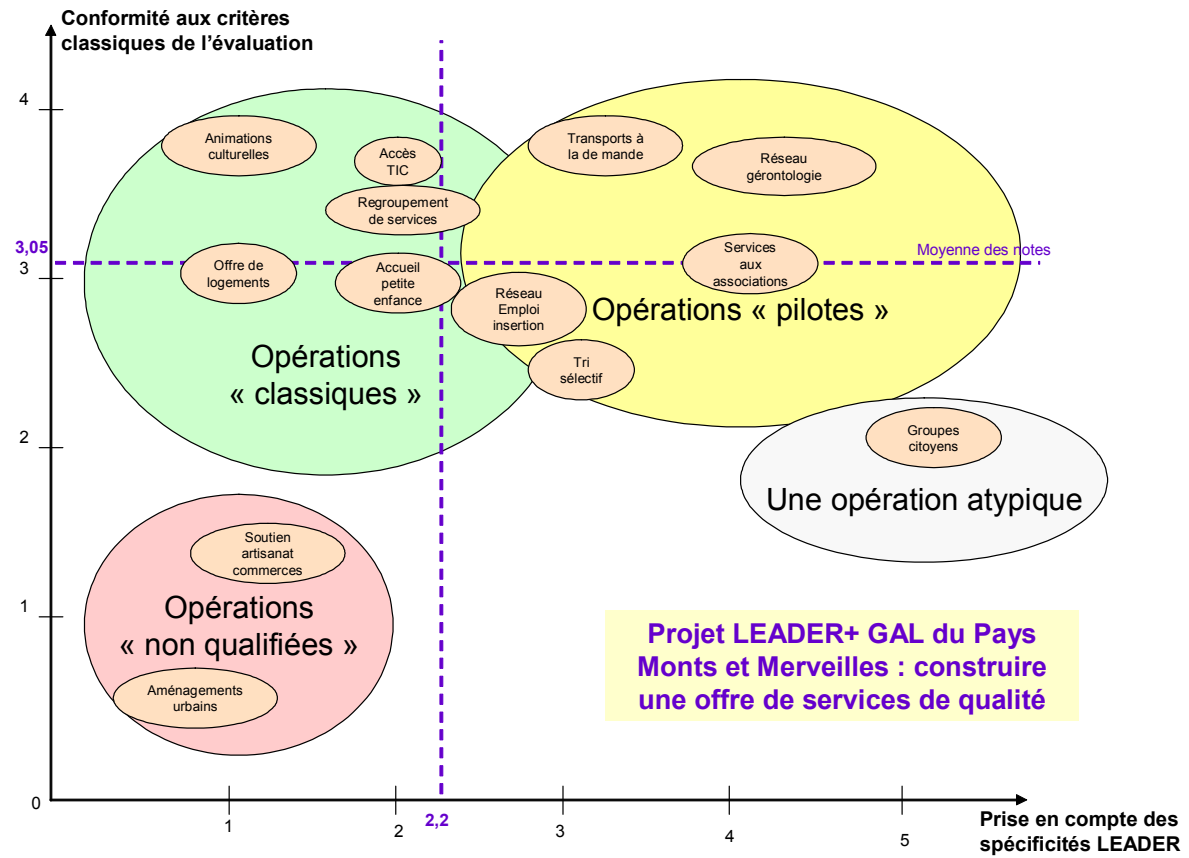 Conformité aux critères
classiques de l'évaluation
4
Animations
culturelles
Accès
TIC
Regroupement
de services
Transports à
la de mande
Réseau
gérontologie
3,05
3
Moyenne des notes
Offre de
logements
Accueil
petite
enfance
Services
aux
associations
Réseau
Emploi
insertion
Opérations « pilotes »
Opérations
« classiques »
Tri
sélectif
2
Groupes
citoyens
Une opération atypique
Soutien
artisanat
commerces
1
Opérations
« non qualifiées »
Aménagements
urbains
Projet LEADER+ GAL du Pays
Monts et Merveilles : construire
une offre de services de qualité
0
1
2
2,2
3
4
5
Prise en compte des
spécificités LEADER